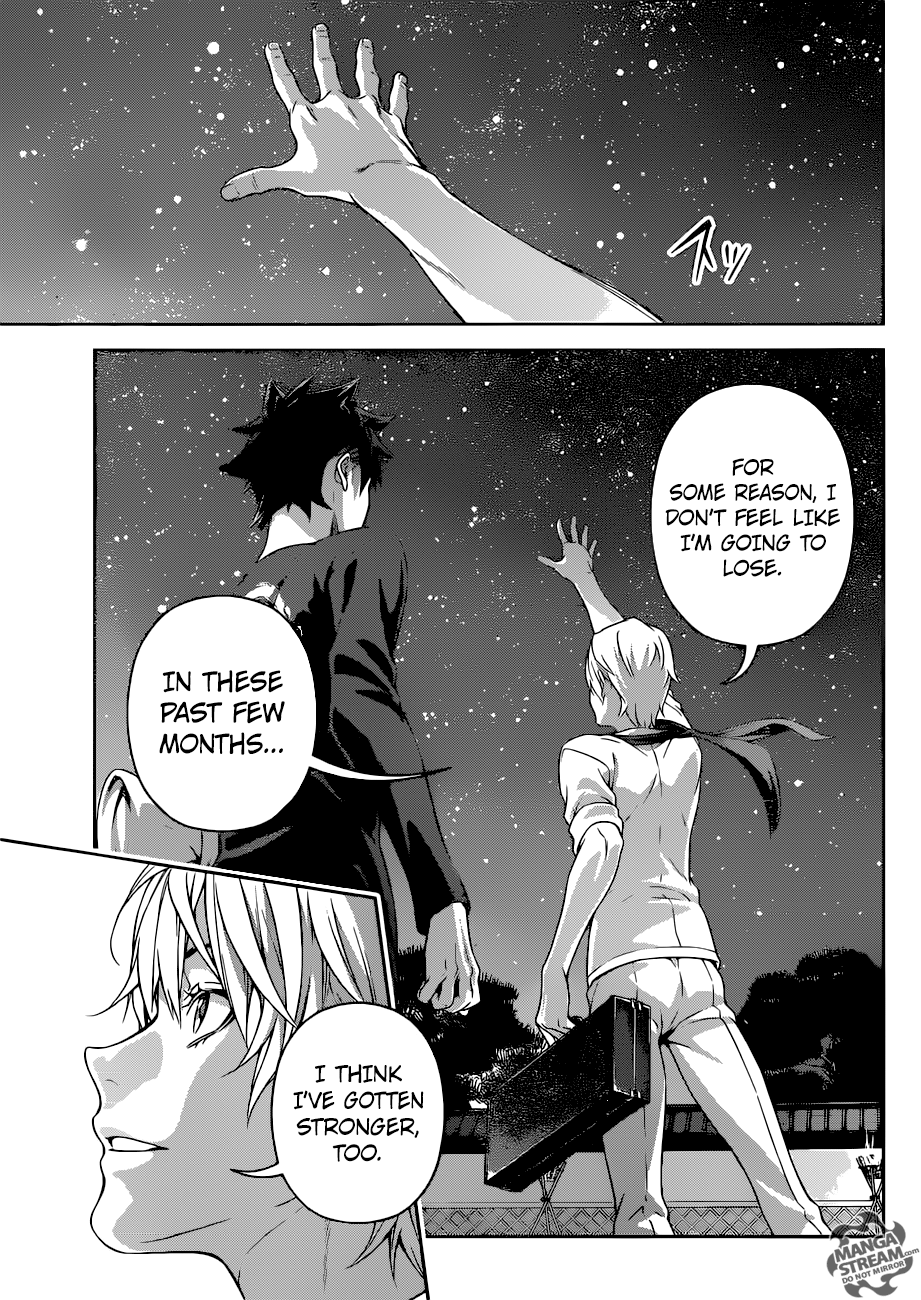 スッ
FOR
SOME REASON, I
DON'T FEEL LIKE
I'M GOING TO
LOSE.
IN THESE
PAST FEW
MONTHS...
I THINK
I'VE GOTTEN
STRONGER,
TOO.
MANGA
STREAM.com
DO NOT MIRROR